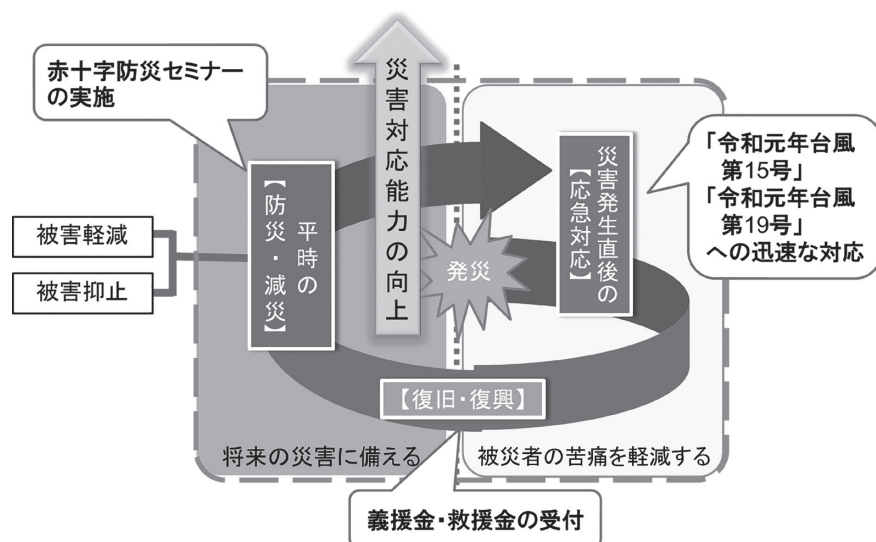 赤十字防災セミナー
の実施
災害対応能力の向上
「令和元年台風
第15号」
「令和元年台風
第19号」
への迅速な対応
被害軽減
被害抑止
平時の
【防災・減災】
発災
災害発生直後の
【応急対応】
【復旧・復興】
将来の災害に備える
被災者の苦痛を軽減する
義援金・救援金の受付